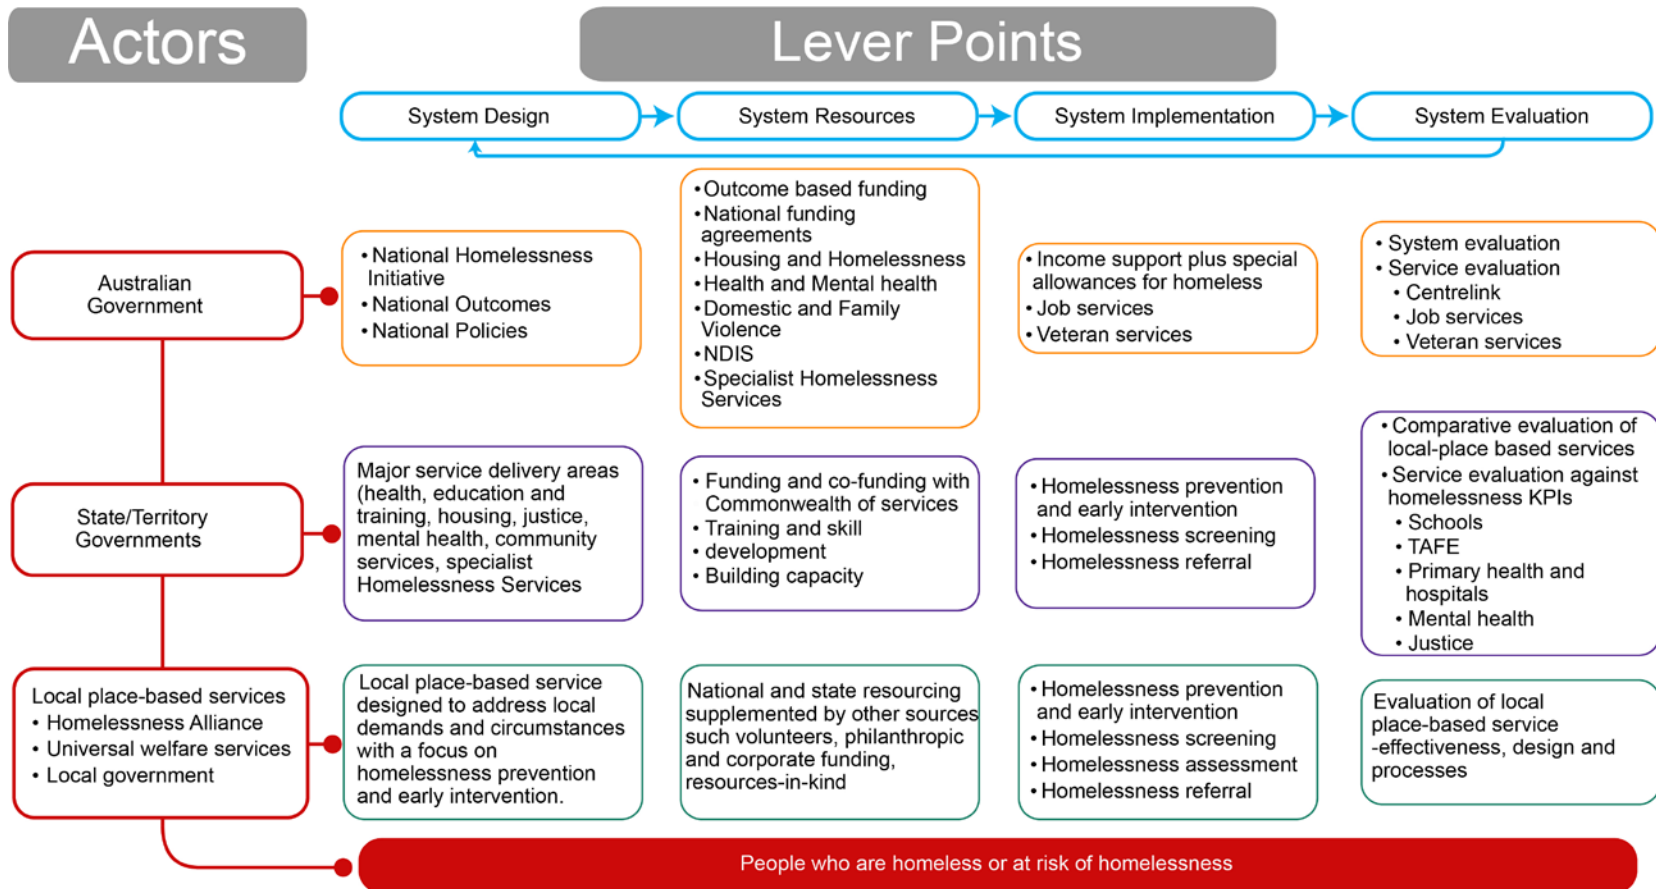 Actors
Lever Points
System Design
System Resources
System Implementation
System Evaluation
Australian
Government
• National Homelessness
Initiative
• National Outcomes
• National Policies
• Outcome based funding
• National funding
agreements
• Housing and Homelessness
• Health and Mental health
• Domestic and Family
Violence
• NDIS
• Specialist Homelessness
Services
• Income support plus special
allowances for homeless
• Job services
• Veteran services
• System evaluation
• Service evaluation
• Centrelink
• Job services
• Veteran services
State/Territory
Governments
Major service delivery areas
(health, education and
training, housing, justice,
mental health, community
services, specialist
Homelessness Services
• Funding and co-funding with
Commonwealth of services
• Training and skill
• development
• Building capacity
• Homelessness prevention
and early intervention
• Homelessness screening
• Homelessness referral
• Comparative evaluation of
local-place based services
• Service evaluation against
homelessness KPIs
• Schools
• TAFE
• Primary health and
hospitals
• Mental health
• Justice
Local place-based services
• Homelessness Alliance
• Universal welfare services
• Local government
Local place-based service
designed to address local
demands and circumstances
with a focus on
homelessness prevention
and early intervention.
National and state resourcing
supplemented by other sources
such volunteers, philanthropic
and corporate funding,
resources-in-kind
• Homelessness prevention
and early intervention
• Homelessness screening
• Homelessness assessment
• Homelessness referral
Evaluation of local
place-based service
-effectiveness, design and
processes
People who are homeless or at risk of homelessness